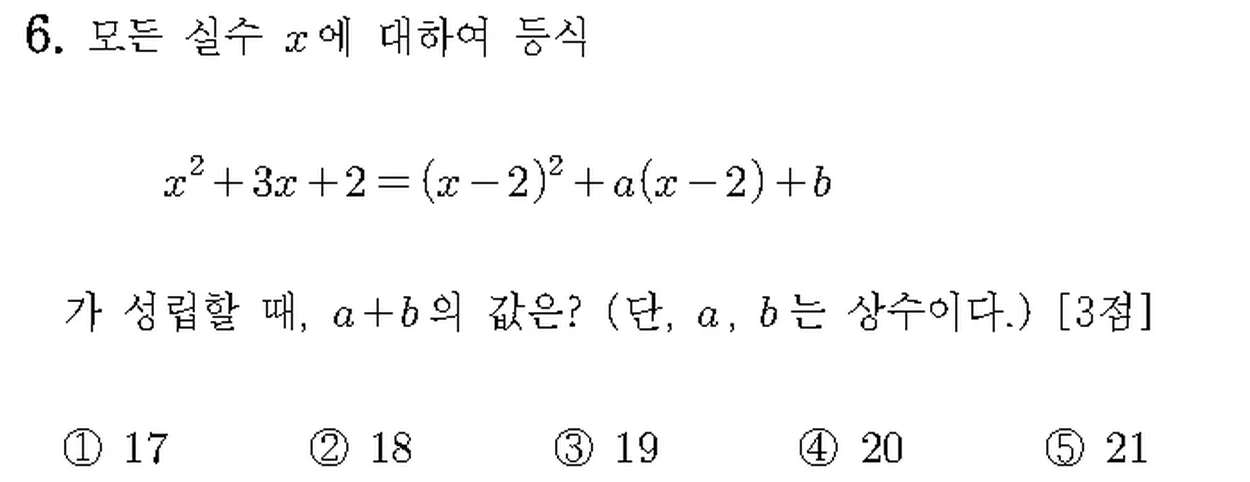 6. 모든 실수 x에 대하여 등식
x²+3x+2=(x-2)²+a(x-2)+b
가 성립할 때, a+b의 값은? (단, a, b는 상수이다.) [3점]
① 17 ② 18 ③ 19 ④ 20 ⑤ 21